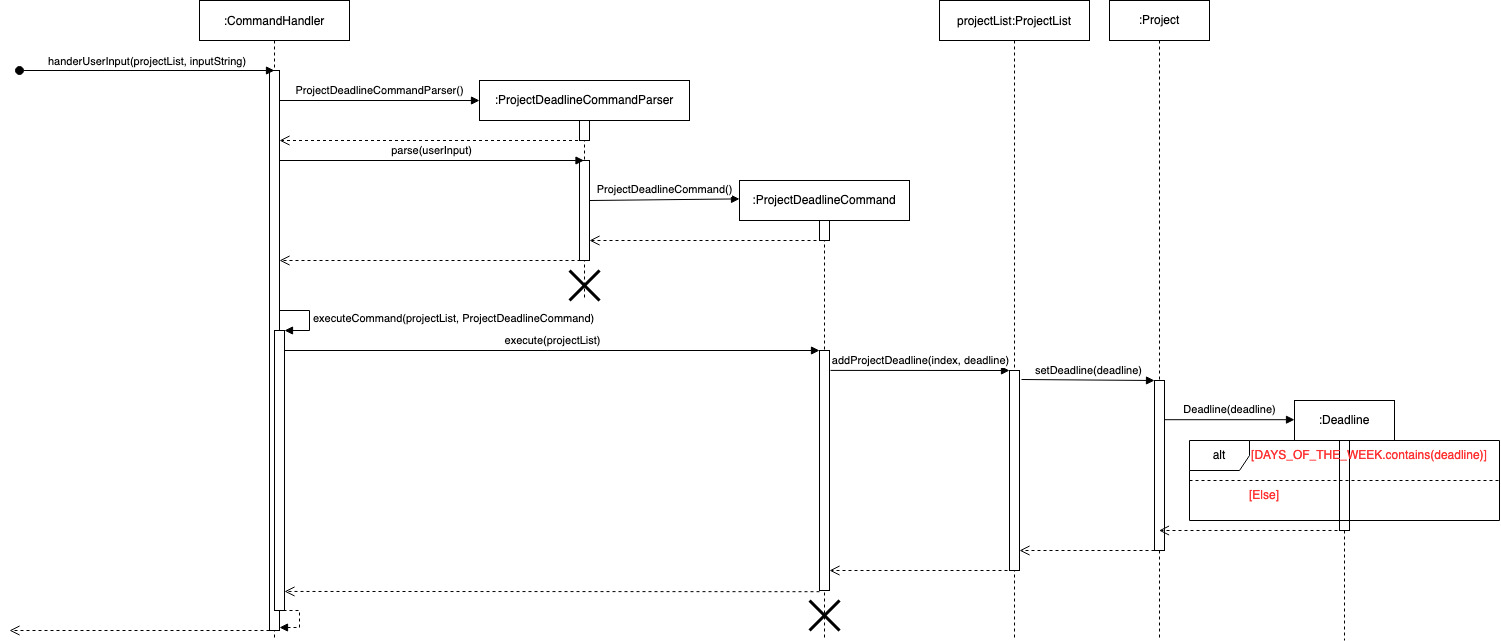 :CommandHandler
projectList:ProjectList
:Project
handerUserInput(projectList, inputString)
ProjectDeadlineCommandParser()
:ProjectDeadlineCommandParser
parse(userInput)
ProjectDeadlineCommand()
:ProjectDeadlineCommand
executeCommand(projectList, ProjectDeadlineCommand)
execute(projectList)
addProjectDeadline(index, deadline)
setDeadline(deadline)
Deadline(deadline)
:Deadline
alt
[DAYS_OF_THE_WEEK.contains(deadline)]
[Else]